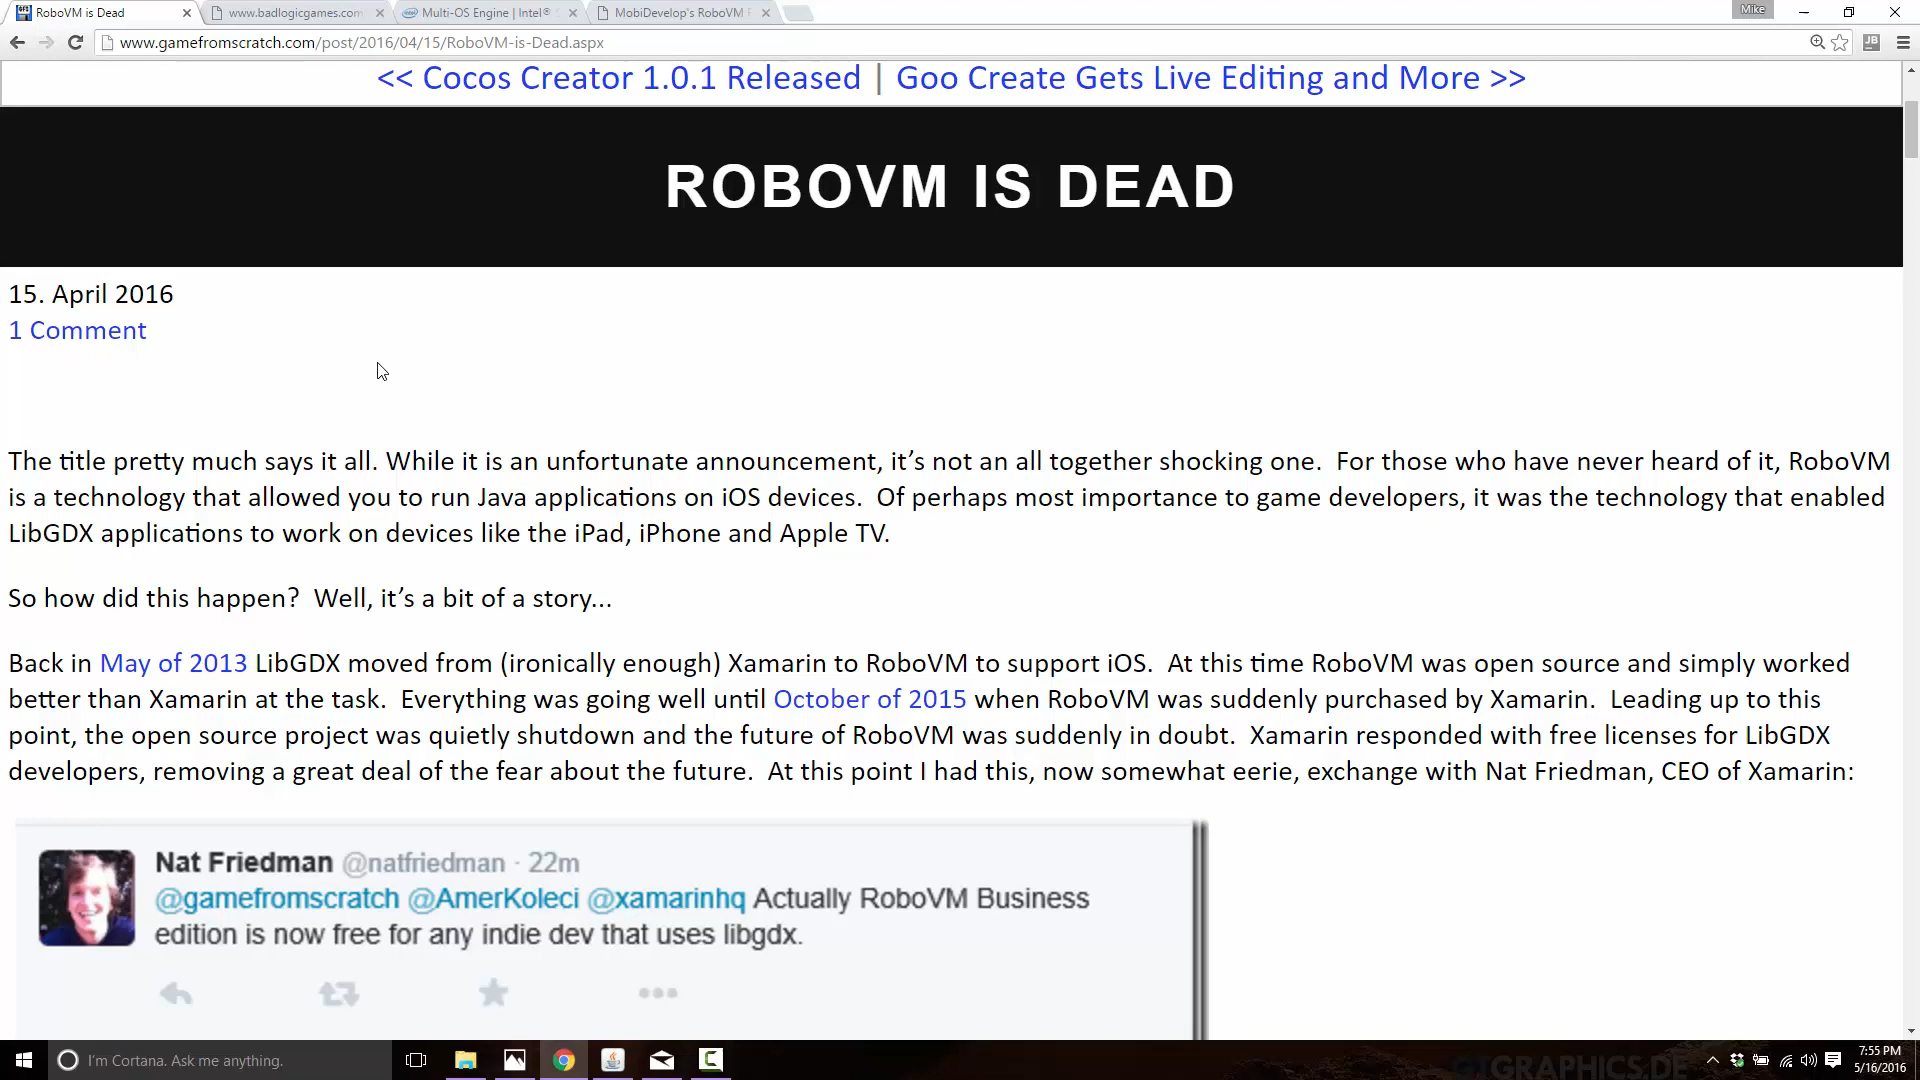 RoboVM is Dead
www.badlogicgames.com
Multi-OS Engine | Intel®
MobiDevelop's RoboVM F
Mike
www.gamefromscratch.com/post/2016/04/15/RoboVM-is-Dead.aspx
<< Cocos Creator 1.0.1 Released | Goo Create Gets Live Editing and More >>
ROBOVM IS DEAD
15. April 2016
1 Comment
The title pretty much says it all. While it is an unfortunate announcement, it’s not an all together shocking one.  For those who have never heard of it, RoboVM
is a technology that allowed you to run Java applications on iOS devices.  Of perhaps most importance to game developers, it was the technology that enabled
LibGDX applications to work on devices like the iPad, iPhone and Apple TV.
So how did this happen?  Well, it’s a bit of a story...
Back in May of 2013 LibGDX moved from (ironically enough) Xamarin to RoboVM to support iOS.  At this time RoboVM was open source and simply worked
better than Xamarin at the task.  Everything was going well until October of 2015 when RoboVM was suddenly purchased by Xamarin.  Leading up to this
point, the open source project was quietly shutdown and the future of RoboVM was suddenly in doubt.  Xamarin responded with free licenses for LibGDX
developers, removing a great deal of the fear about the future.  At this point I had this, now somewhat eerie, exchange with Nat Friedman, CEO of Xamarin:
Nat Friedman @natfriedman · 22m
@gamefromscratch @AmerKoleci @xamarinhq Actually RoboVM Business
edition is now free for any indie dev that uses libgdx.
I'm Cortana. Ask me anything.
GTGRAPHICS.DE
7:55 PM
5/16/2016